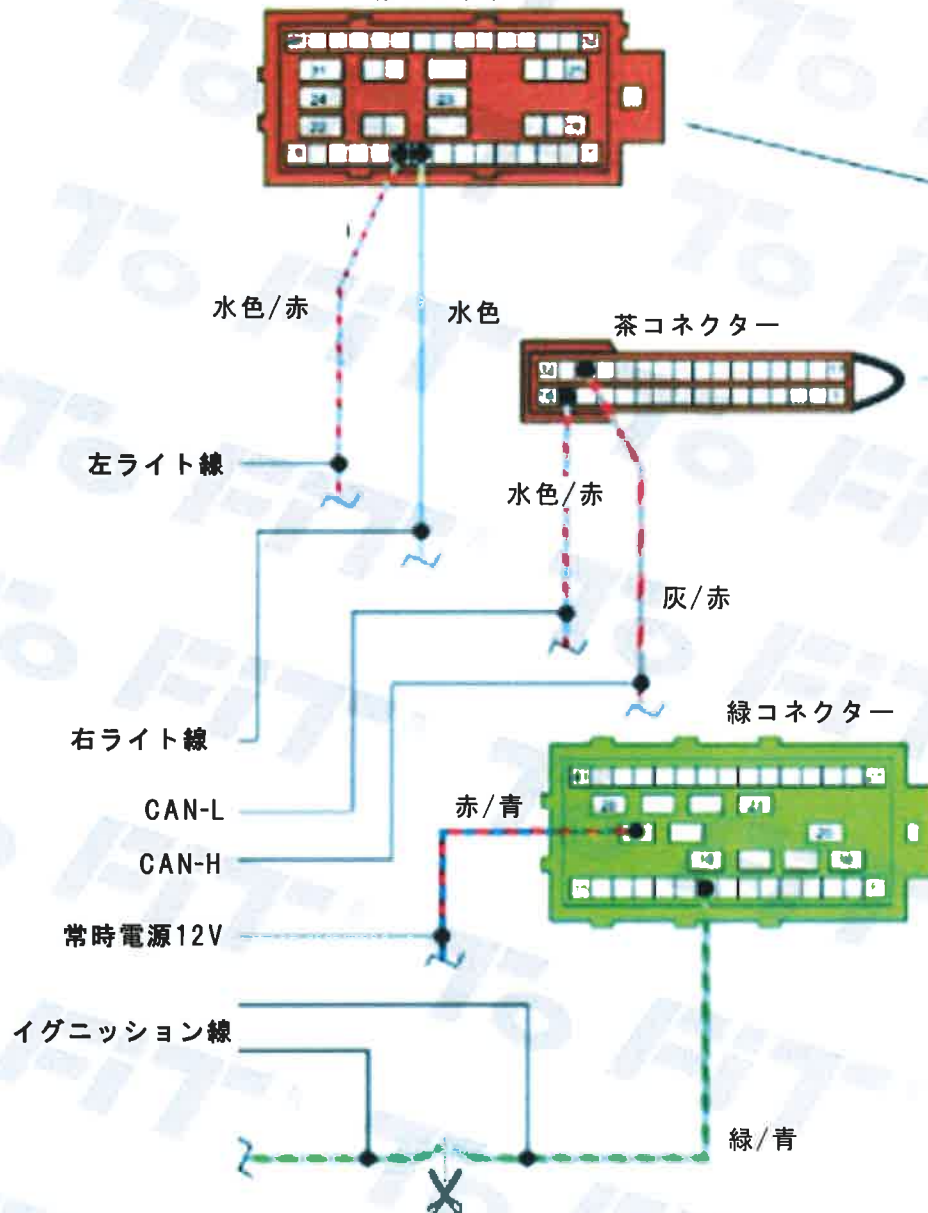 水色/赤
水色
茶コネクター
左ライト線
水色/赤
灰/赤
右ライト線
緑コネクター
CAN-L
赤/青
CAN-H
常時電源12V
イグニッション線
緑/青
To FiT